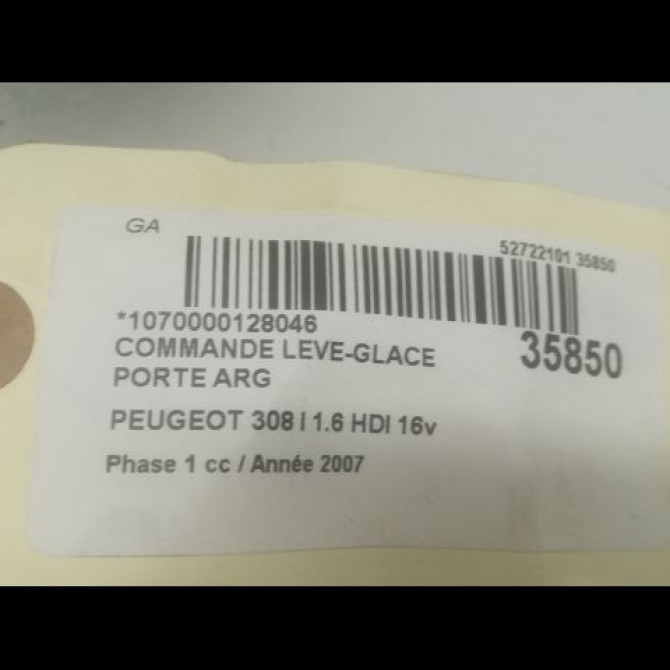 GA
52722101 35850
*1070000128046
35850
COMMANDE LEVE-GLACE
PORTE ARG
PEUGEOT 308 I 1.6 HDI 16v
Phase 1 cc / Année 2007